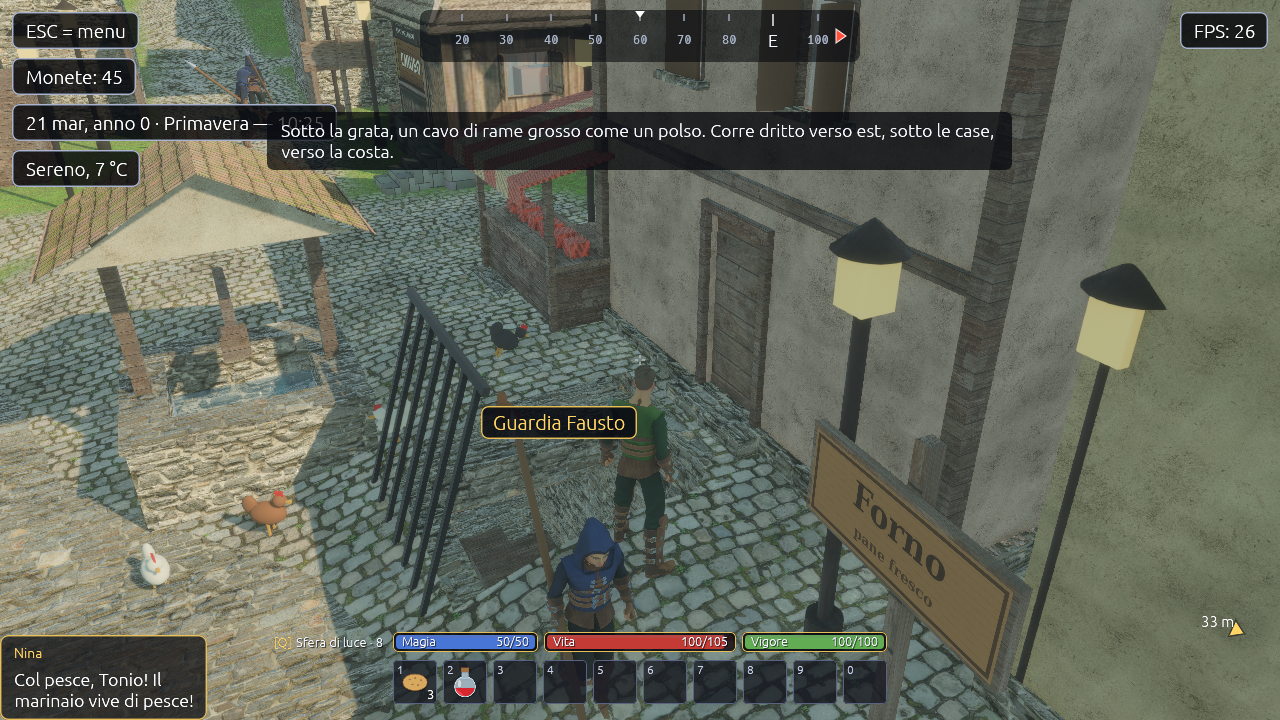 ESC = menu
Monete: 45
21 mar, anno 0 · Primavera — 10:25
Sereno, 7 °C
20 30 40 50 60 70 80 E 100
FPS: 26
Sotto la grata, un cavo di rame grosso come un polso. Corre dritto verso est, sotto le case,
verso la costa.
Guardia Fausto
Forno
pane fresco
33 m
Nina
Col pesce, Tonio! Il
marinaio vive di pesce!
[Q] Sfera di luce · 8
Magia 50/50
Vita 100/105
Vigore 100/100
1 2 3 4 5 6 7 8 9 0
3